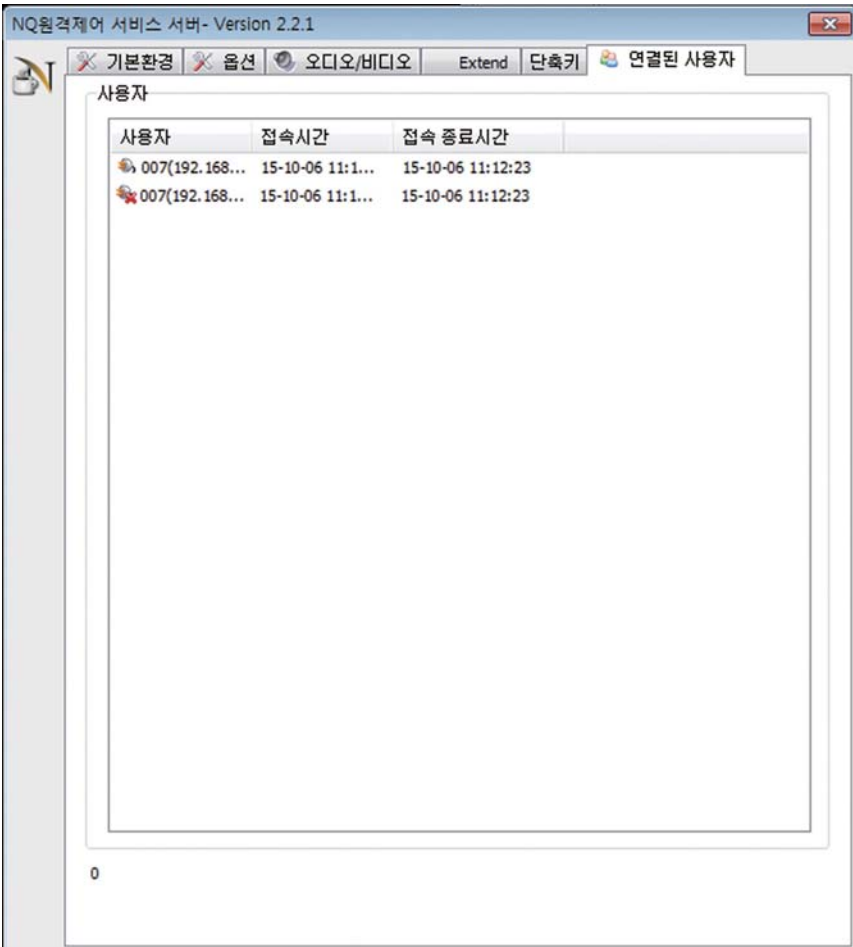 NQ원격제어 서비스 서버- Version 2.2.1
기본환경 옵션 오디오/비디오 Extend 단축키 연결된 사용자
사용자
사용자 접속시간 접속 종료시간
007(192.168... 15-10-06 11:1... 15-10-06 11:12:23
007(192.168... 15-10-06 11:1... 15-10-06 11:12:23
0